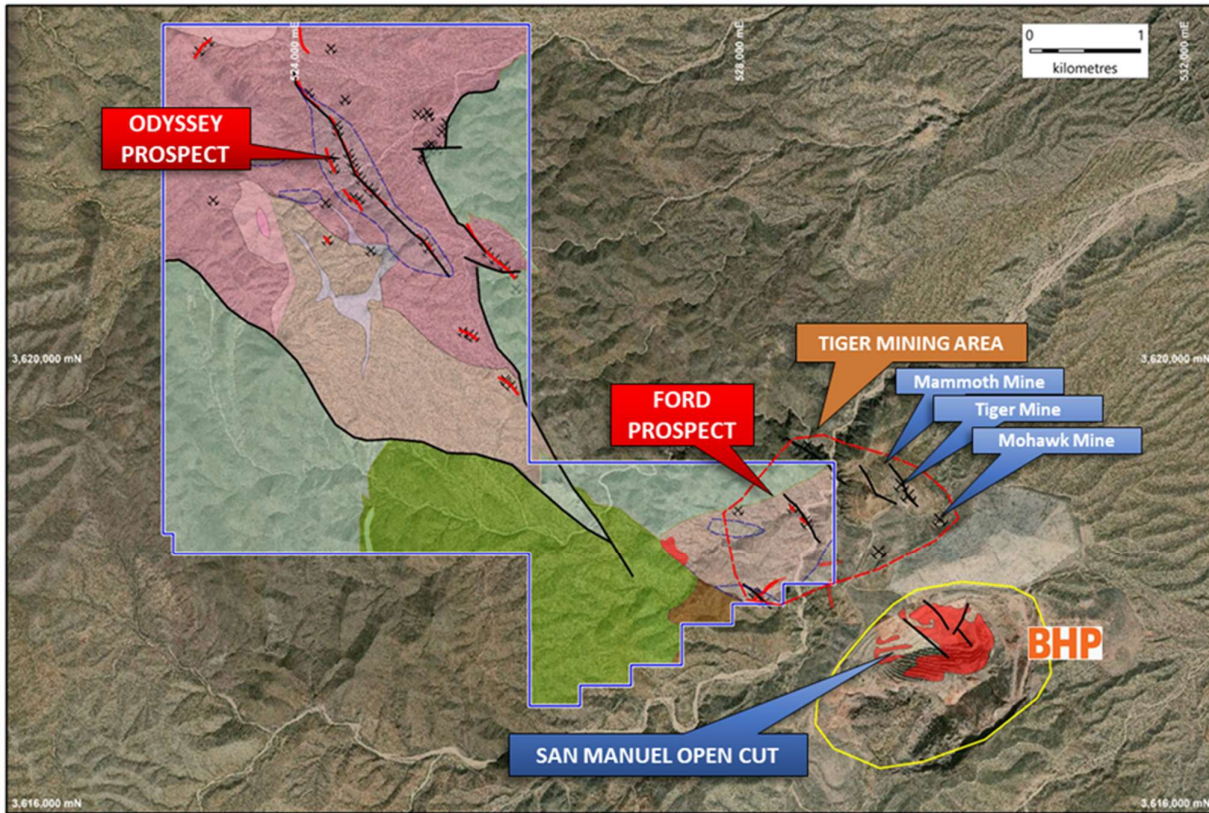 524,000 mE
528,000 mE
532,000 mE
0 1
kilometres
ODYSSEY
PROSPECT
3,620,000 mN
3,620,000 mN
TIGER MINING AREA
Mammoth Mine
Tiger Mine
Mohawk Mine
FORD
PROSPECT
BHP
SAN MANUEL OPEN CUT
3,616,000 mN
3,616,000 mN